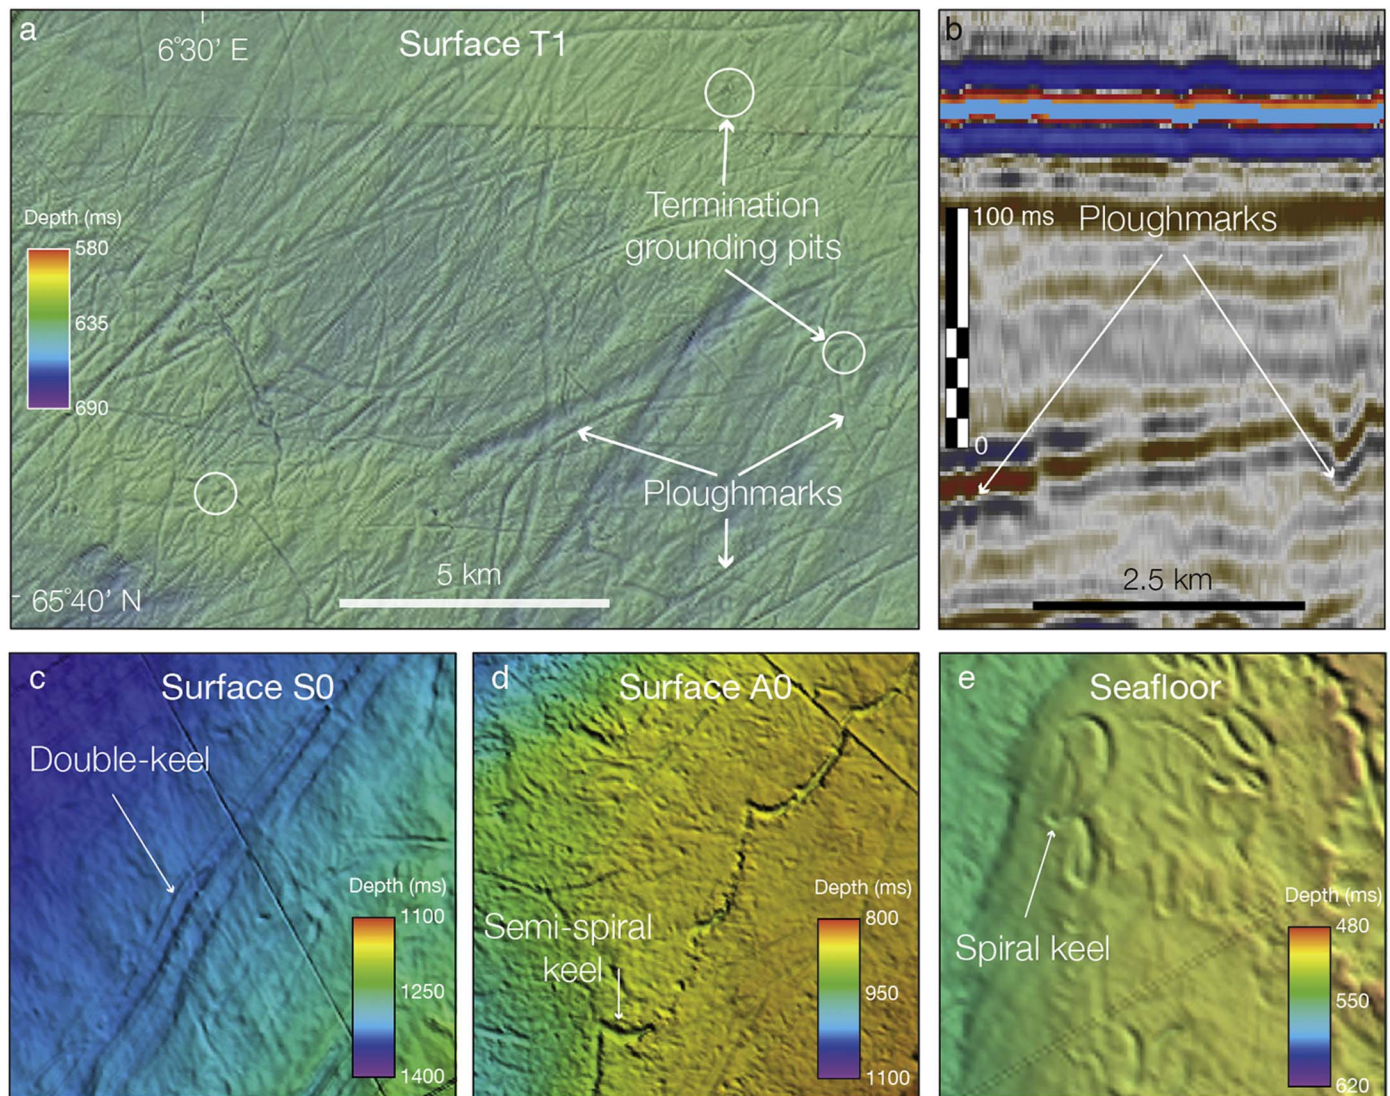 a
6°30' E
Surface T1
Depth (ms)
580
635
690
Termination
grounding pits
Ploughmarks
5 km
65°40' N
b
100 ms
Ploughmarks
0
2.5 km
c
Surface S0
Double-keel
Depth (ms)
1100
1250
1400
d
Surface A0
Semi-spiral
keel
Depth (ms)
800
950
1100
e
Seafloor
Spiral keel
Depth (ms)
480
550
620